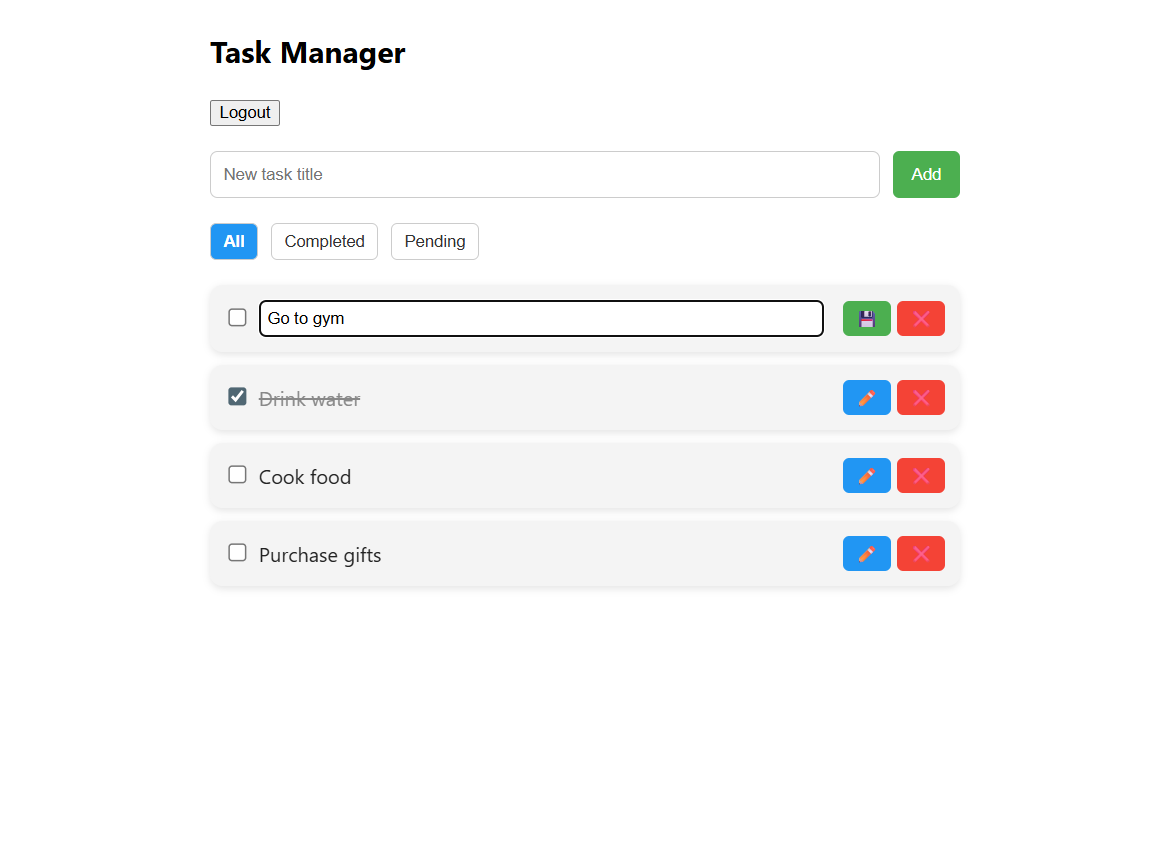 Task Manager
Logout
New task title Add
All Completed Pending
Go to gym
Drink water
Cook food
Purchase gifts